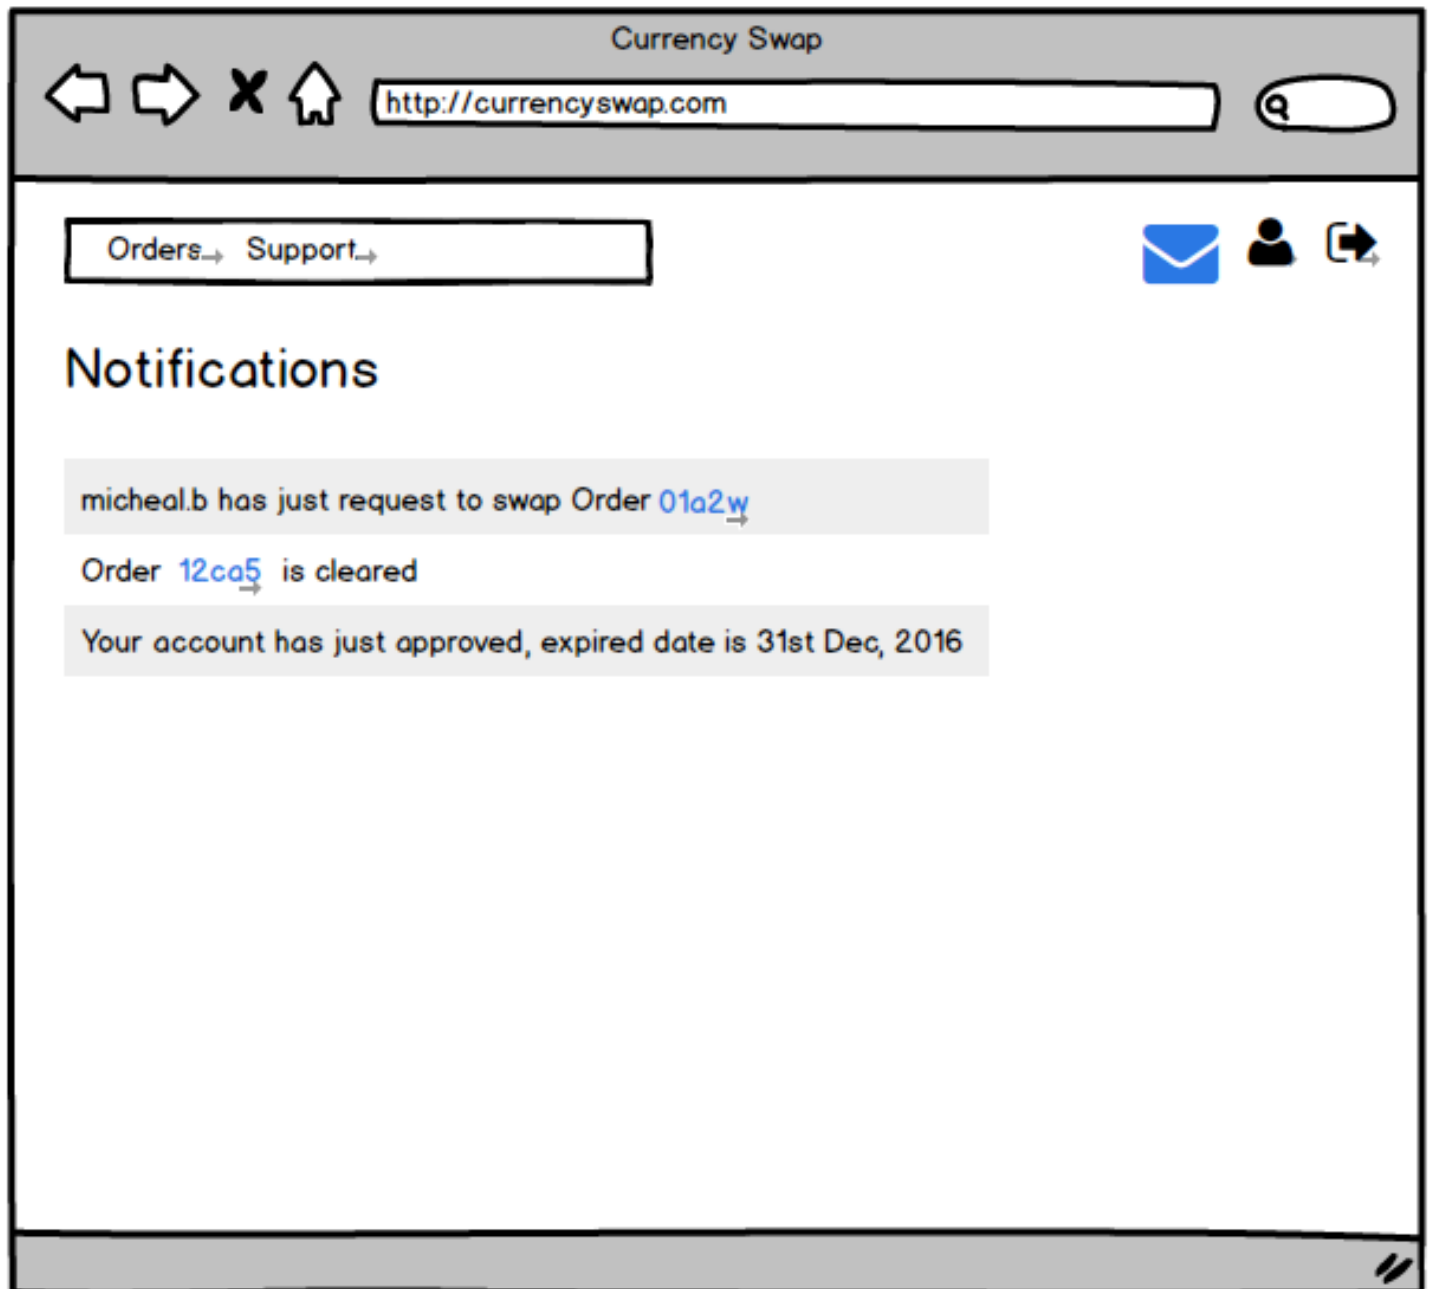 Currency Swap
http://currencyswap.com
Orders Support
Notifications
micheal.b has just request to swap Order 01a2w
Order 12ca5 is cleared
Your account has just approved, expired date is 31st Dec, 2016